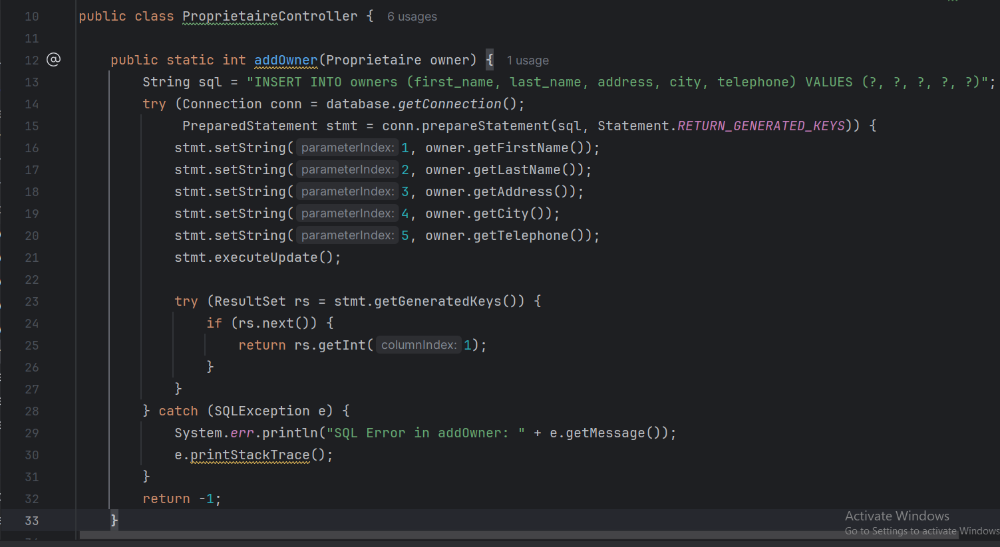 10 public class ProprietaireController { 6 usages
11
12 @ public static int addOwner(Proprietaire owner) { 1 usage
13 String sql = "INSERT INTO owners (first_name, last_name, address, city, telephone) VALUES (?, ?, ?, ?, ?)";
14 try (Connection conn = database.getConnection();
15 PreparedStatement stmt = conn.prepareStatement(sql, Statement.RETURN_GENERATED_KEYS)) {
16 stmt.setString( parameterIndex: 1, owner.getFirstName());
17 stmt.setString( parameterIndex: 2, owner.getLastName());
18 stmt.setString( parameterIndex: 3, owner.getAddress());
19 stmt.setString( parameterIndex: 4, owner.getCity());
20 stmt.setString( parameterIndex: 5, owner.getTelephone());
21 stmt.executeUpdate();
22
23 try (ResultSet rs = stmt.getGeneratedKeys()) {
24 if (rs.next()) {
25 return rs.getInt( columnIndex: 1);
26 }
27 }
28 } catch (SQLException e) {
29 System.err.println("SQL Error in addOwner: " + e.getMessage());
30 e.printStackTrace();
31 }
32 return -1;
33 }
Activate Windows
Go to Settings to activate Windows